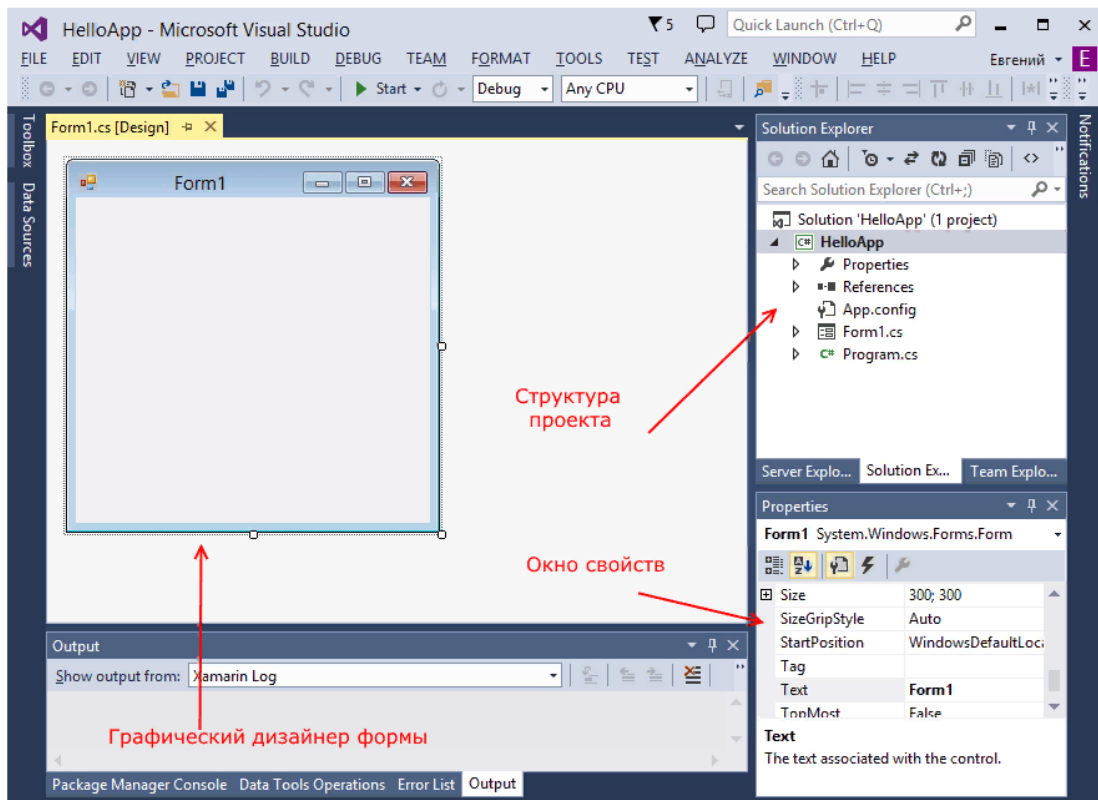 HelloApp - Microsoft Visual Studio
5
Quick Launch (Ctrl+Q)
FILE EDIT VIEW PROJECT BUILD DEBUG TEAM FORMAT TOOLS TEST ANALYZE WINDOW HELP Евгений E
Start Debug Any CPU
Toolbox
Data Sources
Form1.cs [Design]
Form1
Структура
проекта
Окно свойств
Output
Show output from: Xamarin Log
Графический дизайнер формы
Package Manager Console Data Tools Operations Error List Output
Solution Explorer
Search Solution Explorer (Ctrl+;)
Solution 'HelloApp' (1 project)
C# HelloApp
Properties
References
App.config
Form1.cs
C# Program.cs
Server Explo... Solution Ex... Team Explo...
Properties
Form1 System.Windows.Forms.Form
Size 300; 300
SizeGripStyle Auto
StartPosition WindowsDefaultLoca
Tag
Text Form1
TopMost False
Text
The text associated with the control.
Notifications